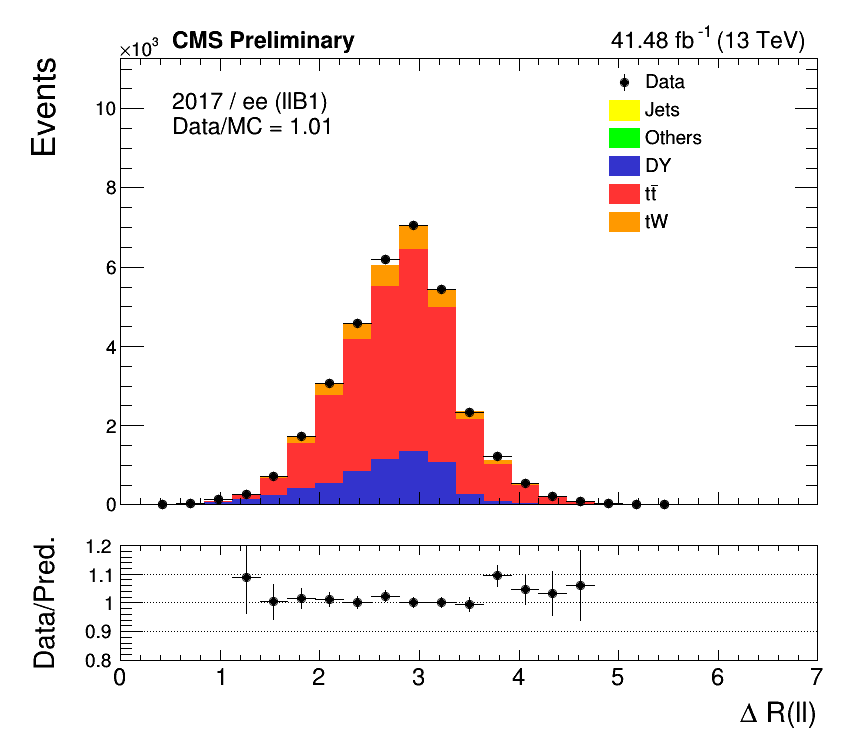 ×10³ CMS Preliminary 41.48 fb⁻¹ (13 TeV)
Events
2017 / ee (llB1)
Data/MC = 1.01
Data
Jets
Others
DY
tt̄
tW
10
8
6
4
2
0
Data/Pred.
1.2
1.1
1
0.9
0.8
0 1 2 3 4 5 6 7
Δ R(ll)